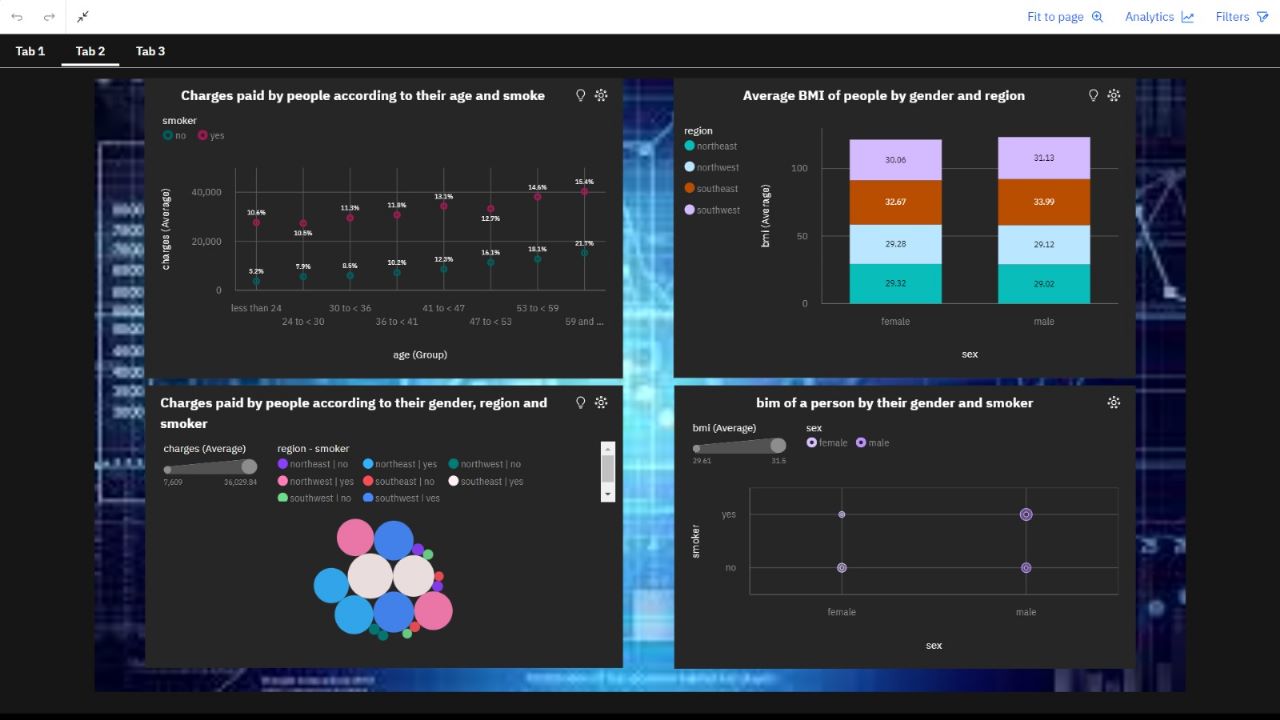 Fit to page Analytics Filters
Tab 1 Tab 2 Tab 3
Charges paid by people according to their age and smoke
smoker
no yes
charges (Average)
40,000
20,000
0
10.6% 10.5% 11.3% 11.8% 13.1% 12.7% 14.6% 15.4%
5.2% 7.9% 8.5% 10.2% 12.3% 16.1% 18.1% 21.7%
less than 24 30 to < 36 41 to < 47 53 to < 59
24 to < 30 36 to < 41 47 to < 53 59 and ...
age (Group)
Average BMI of people by gender and region
region
northeast
northwest
southeast
southwest
bmi (Average)
100
50
0
30.06 31.13
32.67 33.99
29.28 29.12
29.32 29.02
female male
sex
Charges paid by people according to their gender, region and
smoker
charges (Average)
7,609 36,029.84
region - smoker
northeast | no northeast | yes northwest | no
northwest | yes southeast | no southeast | yes
southwest | no southwest | yes
bim of a person by their gender and smoker
bmi (Average)
29.61 31.5
sex
female male
smoker
yes
no
female male
sex